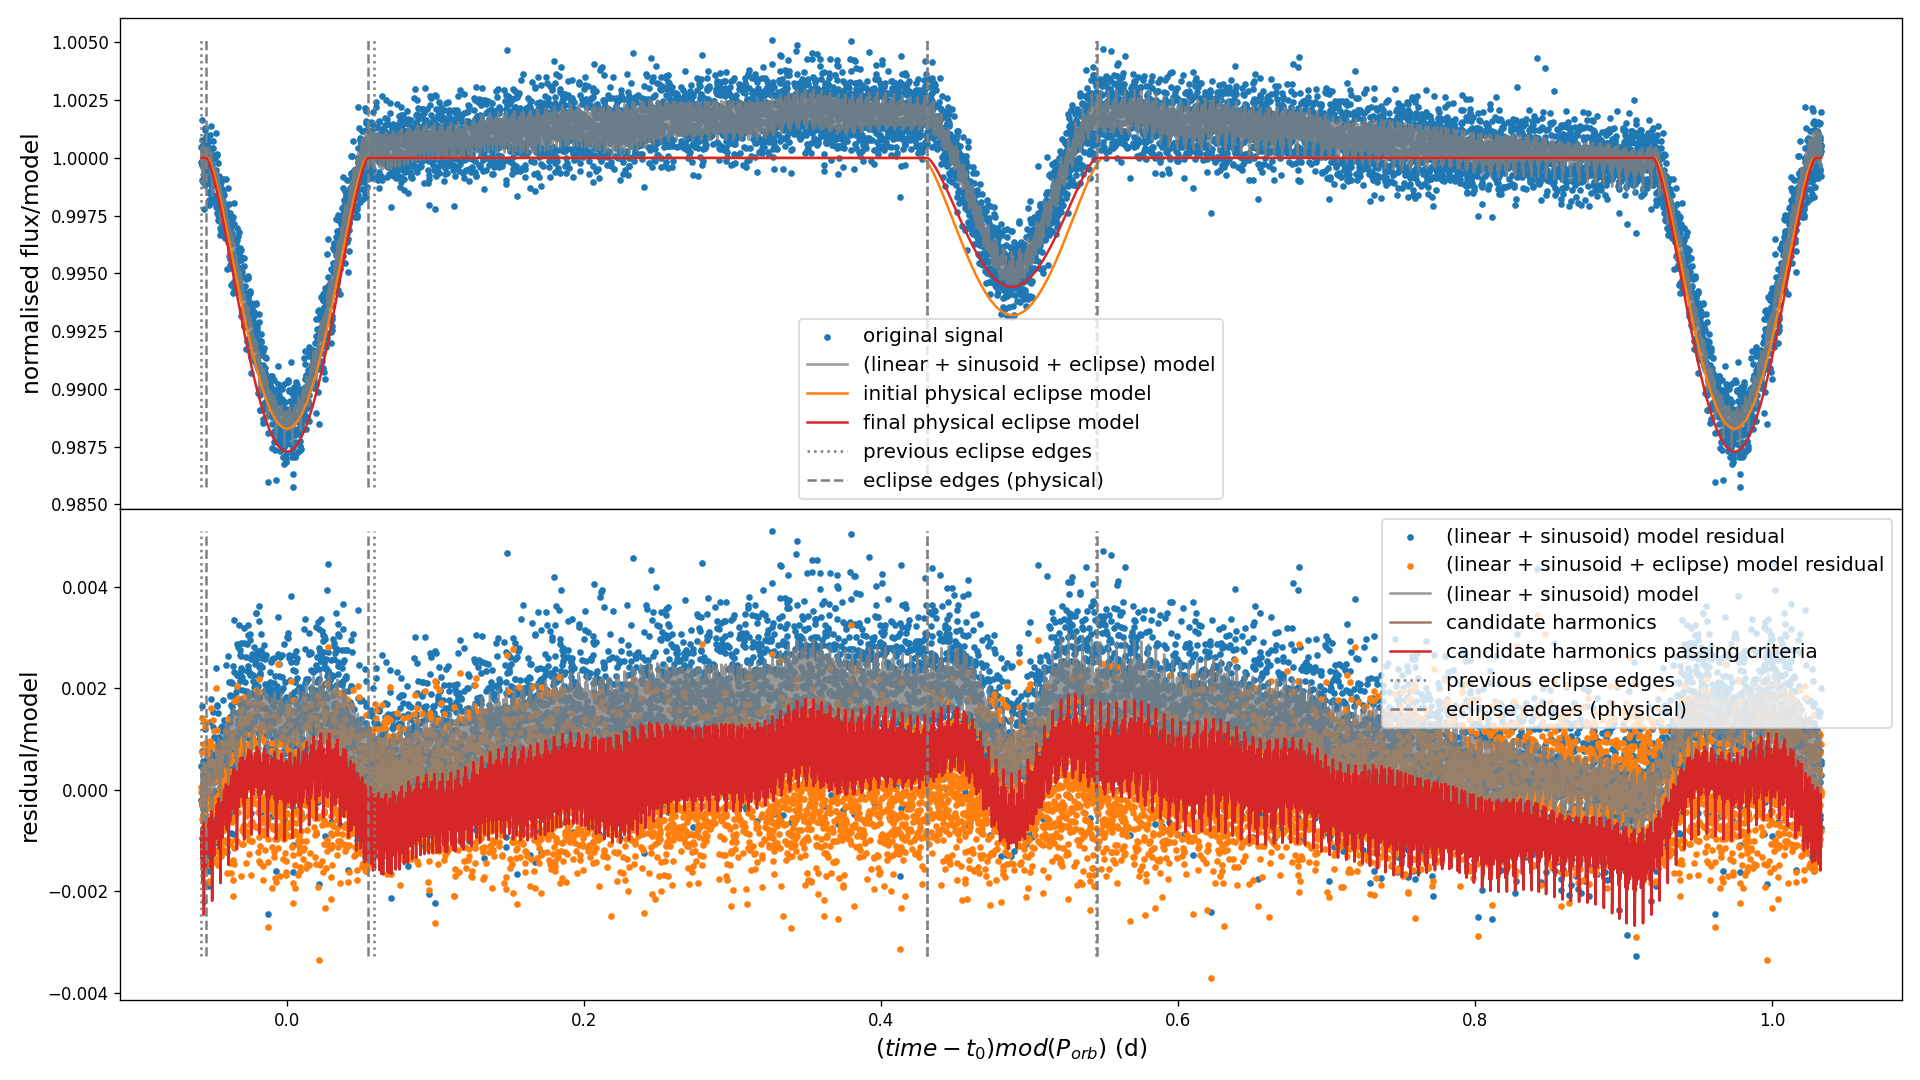 normalised flux/model
1.0050
1.0025
1.0000
0.9975
0.9950
0.9925
0.9900
0.9875
0.9850
original signal
(linear + sinusoid + eclipse) model
initial physical eclipse model
final physical eclipse model
previous eclipse edges
eclipse edges (physical)
residual/model
0.004
0.002
0.000
−0.002
−0.004
(linear + sinusoid) model residual
(linear + sinusoid + eclipse) model residual
(linear + sinusoid) model
candidate harmonics
candidate harmonics passing criteria
previous eclipse edges
eclipse edges (physical)
0.0 0.2 0.4 0.6 0.8 1.0
(time − t₀)mod(Pₒᵣb) (d)